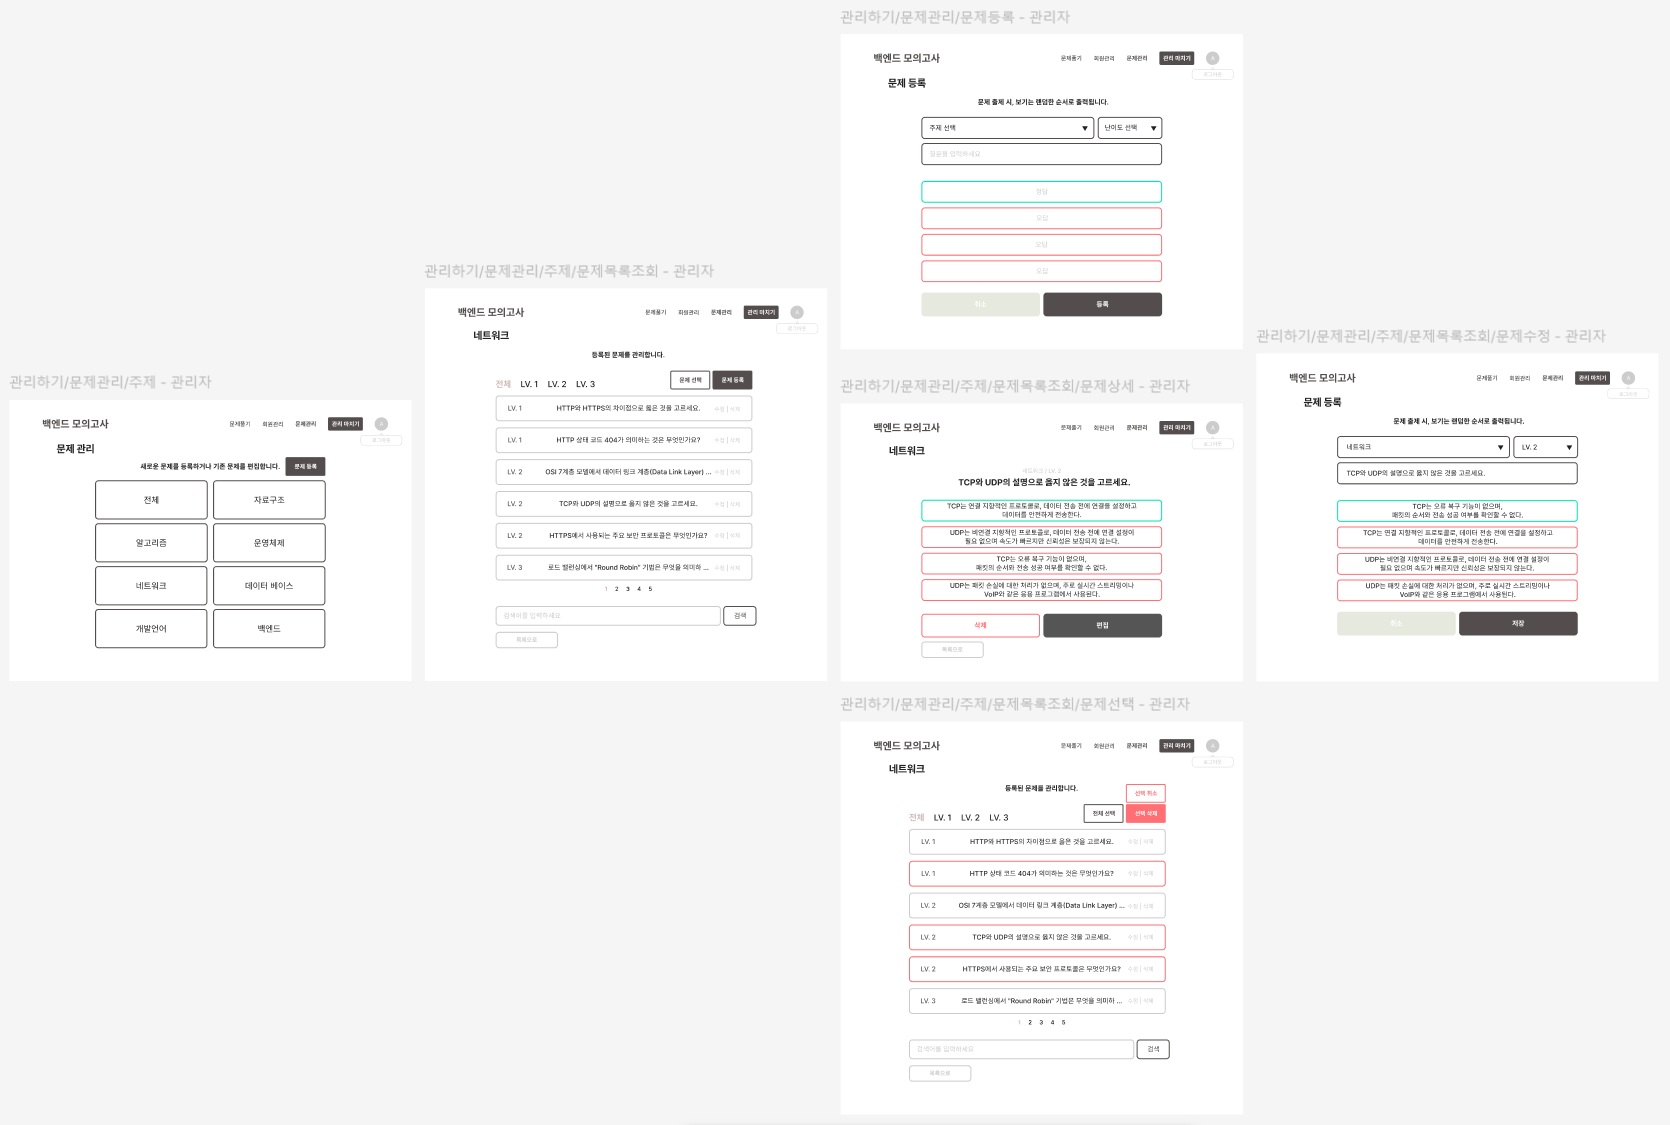 관리하기/문제관리/문제등록 - 관리자
백엔드 모의고사
문제풀기 회원관리 문제관리 관리 마치기 A
로그아웃
문제 등록
문제 출제 시, 보기는 랜덤한 순서로 출력됩니다.
주제 선택 ▼ 난이도 선택 ▼
질문을 입력하세요
정답
오답
오답
오답
취소 등록
관리하기/문제관리/주제/문제목록조회 - 관리자
백엔드 모의고사
문제풀기 회원관리 문제관리 관리 마치기 A
로그아웃
네트워크
등록된 문제를 관리합니다.
전체 LV. 1 LV. 2 LV. 3 문제 선택 문제 등록
LV. 1 HTTP와 HTTPS의 차이점으로 옳은 것을 고르세요. 수정 | 삭제
LV. 1 HTTP 상태 코드 404가 의미하는 것은 무엇인가요? 수정 | 삭제
LV. 2 OSI 7계층 모델에서 데이터 링크 계층(Data Link Layer) ... 수정 | 삭제
LV. 2 TCP와 UDP의 설명으로 옳지 않은 것을 고르세요. 수정 | 삭제
LV. 2 HTTPS에서 사용되는 주요 보안 프로토콜은 무엇인가요? 수정 | 삭제
LV. 3 로드 밸런싱에서 "Round Robin" 기법은 무엇을 의미하 ... 수정 | 삭제
1 2 3 4 5
검색어를 입력하세요 검색
목록으로
관리하기/문제관리/주제 - 관리자
백엔드 모의고사
문제풀기 회원관리 문제관리 관리 마치기 A
로그아웃
문제 관리
새로운 문제를 등록하거나 기존 문제를 편집합니다. 문제 등록
전체 자료구조
알고리즘 운영체제
네트워크 데이터 베이스
개발언어 백엔드
관리하기/문제관리/주제/문제목록조회/문제상세 - 관리자
백엔드 모의고사
문제풀기 회원관리 문제관리 관리 마치기 A
로그아웃
네트워크
네트워크 / LV. 2
TCP와 UDP의 설명으로 옳지 않은 것을 고르세요.
TCP는 연결 지향적인 프로토콜로, 데이터 전송 전에 연결을 설정하고
데이터를 안전하게 전송한다.
UDP는 비연결 지향적인 프로토콜로, 데이터 전송 전에 연결 설정이
필요 없으며 속도가 빠르지만 신뢰성은 보장되지 않는다.
TCP는 오류 복구 기능이 없으며,
패킷의 순서와 전송 성공 여부를 확인할 수 없다.
UDP는 패킷 손실에 대한 처리가 없으며, 주로 실시간 스트리밍이나
VoIP와 같은 응용 프로그램에서 사용된다.
삭제 편집
목록으로
관리하기/문제관리/주제/문제목록조회/문제수정 - 관리자
백엔드 모의고사
문제풀기 회원관리 문제관리 관리 마치기 A
로그아웃
문제 등록
문제 출제 시, 보기는 랜덤한 순서로 출력됩니다.
네트워크 ▼ LV. 2 ▼
TCP와 UDP의 설명으로 옳지 않은 것을 고르세요.
TCP는 오류 복구 기능이 없으며,
패킷의 순서와 전송 성공 여부를 확인할 수 없다.
TCP는 연결 지향적인 프로토콜로, 데이터 전송 전에 연결을 설정하고
데이터를 안전하게 전송한다.
UDP는 비연결 지향적인 프로토콜로, 데이터 전송 전에 연결 설정이
필요 없으며 속도가 빠르지만 신뢰성은 보장되지 않는다.
UDP는 패킷 손실에 대한 처리가 없으며, 주로 실시간 스트리밍이나
VoIP와 같은 응용 프로그램에서 사용된다.
취소 저장
관리하기/문제관리/주제/문제목록조회/문제선택 - 관리자
백엔드 모의고사
문제풀기 회원관리 문제관리 관리 마치기 A
로그아웃
네트워크
등록된 문제를 관리합니다. 선택 취소
전체 LV. 1 LV. 2 LV. 3 전체 선택 선택 삭제
LV. 1 HTTP와 HTTPS의 차이점으로 옳은 것을 고르세요. 수정 | 삭제
LV. 1 HTTP 상태 코드 404가 의미하는 것은 무엇인가요?
LV. 2 OSI 7계층 모델에서 데이터 링크 계층(Data Link Layer) ... 수정 | 삭제
LV. 2 TCP와 UDP의 설명으로 옳지 않은 것을 고르세요. 수정 | 삭제
LV. 2 HTTPS에서 사용되는 주요 보안 프로토콜은 무엇인가요? 수정 | 삭제
LV. 3 로드 밸런싱에서 "Round Robin" 기법은 무엇을 의미하 ... 수정 | 삭제
1 2 3 4 5
검색어를 입력하세요 검색
목록으로